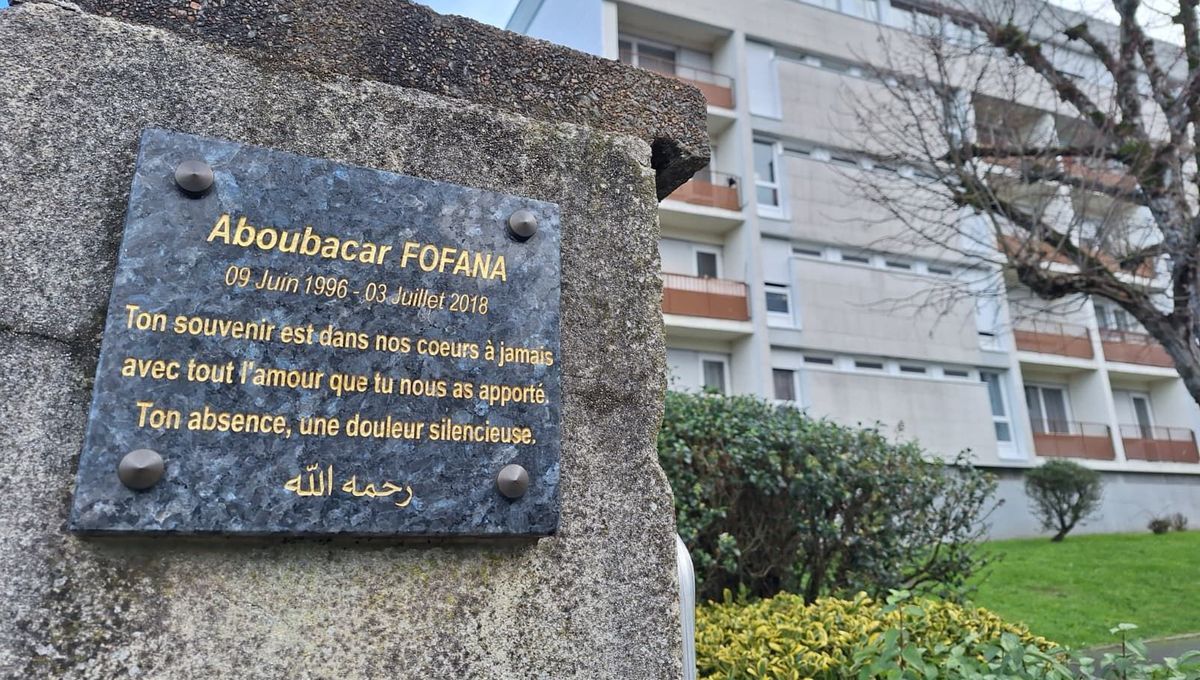 Aboubacar FOFANA
09 Juin 1996 - 03 Juillet 2018
Ton souvenir est dans nos coeurs à jamais
avec tout l'amour que tu nous as apporté.
Ton absence, une douleur silencieuse.
رحمه الله